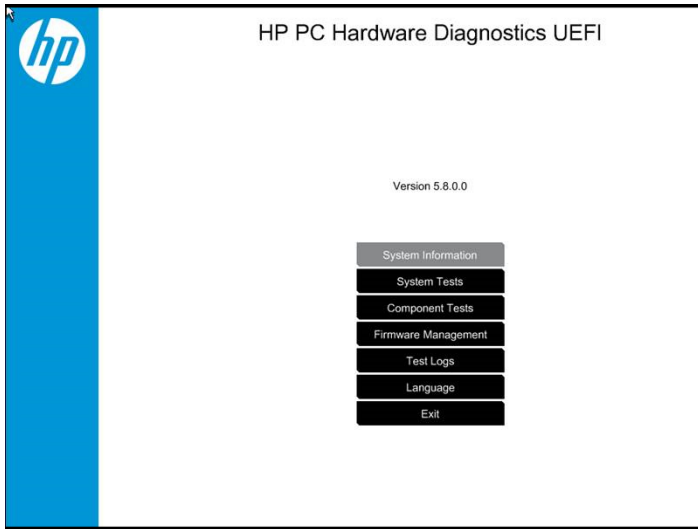 hp
HP PC Hardware Diagnostics UEFI
Version 5.8.0.0
System Information
System Tests
Component Tests
Firmware Management
Test Logs
Language
Exit